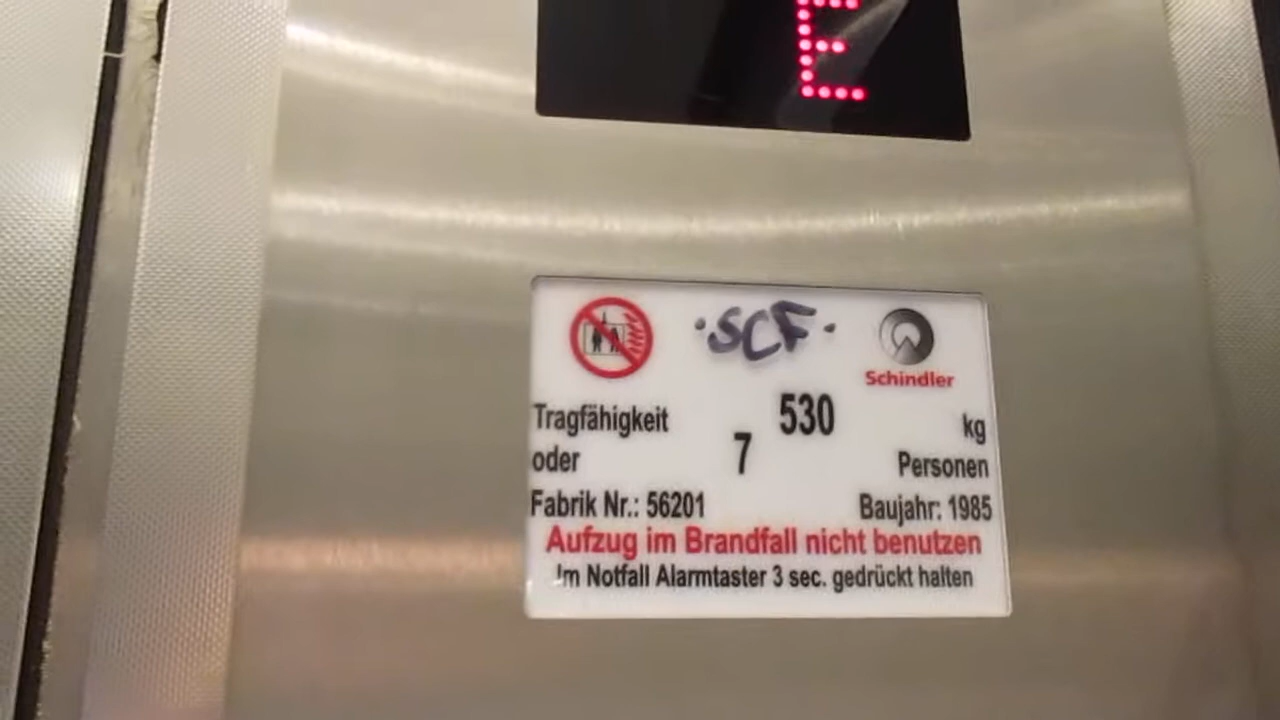 E
·SCF·
Schindler
Tragfähigkeit 530 kg
oder 7 Personen
Fabrik Nr.: 56201 Baujahr: 1985
Aufzug im Brandfall nicht benutzen
Im Notfall Alarmtaster 3 sec. gedrückt halten